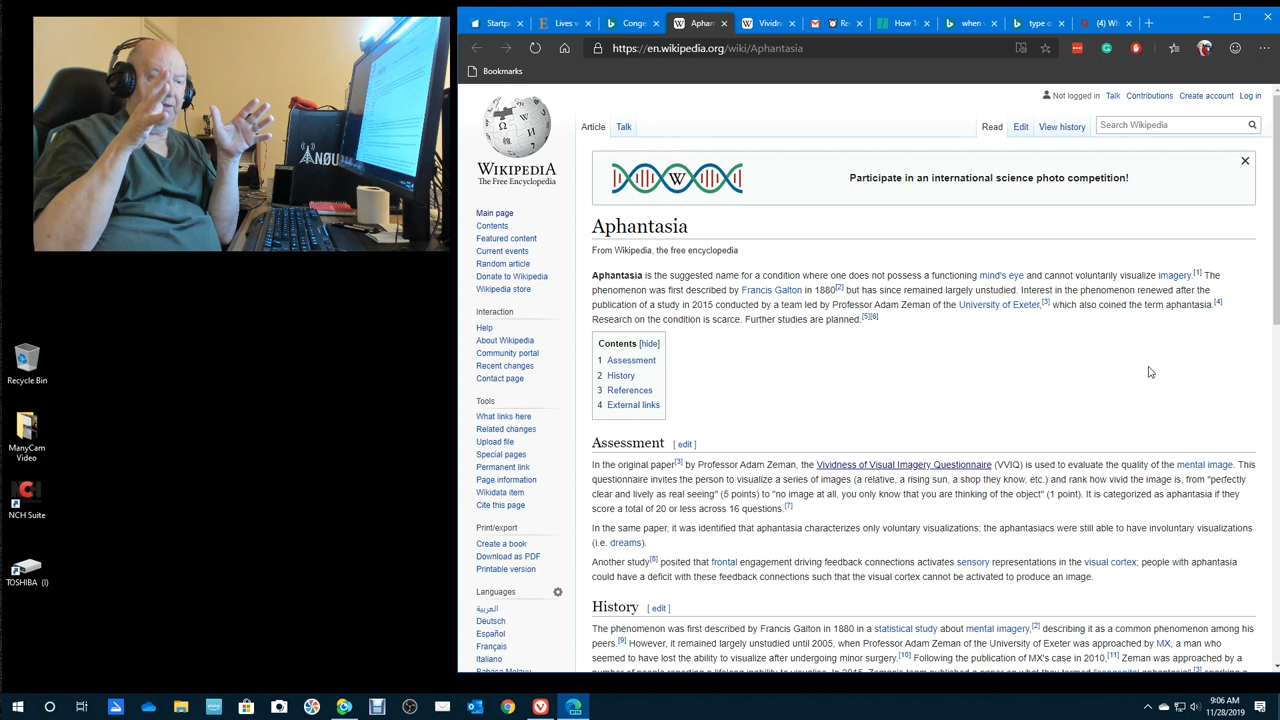 Startp
Lives w
Conge
Aphar
Vividn
Re
How T
when
type o
(4) Wh
https://en.wikipedia.org/wiki/Aphantasia
Bookmarks
Not logged in Talk Contributions Create account Log in
Article Talk Read Edit View history Search Wikipedia
WIKIPEDIA
The Free Encyclopedia
Participate in an international science photo competition!
Main page
Contents
Featured content
Current events
Random article
Donate to Wikipedia
Wikipedia store
Interaction
Help
About Wikipedia
Community portal
Recent changes
Contact page
Tools
What links here
Related changes
Upload file
Special pages
Permanent link
Page information
Wikidata item
Cite this page
Print/export
Create a book
Download as PDF
Printable version
Languages
العربية
Deutsch
Español
Français
Italiano
Bahasa Melayu
Aphantasia
From Wikipedia, the free encyclopedia
Aphantasia is the suggested name for a condition where one does not possess a functioning mind's eye and cannot voluntarily visualize imagery.[1] The
phenomenon was first described by Francis Galton in 1880[2] but has since remained largely unstudied. Interest in the phenomenon renewed after the
publication of a study in 2015 conducted by a team led by Professor Adam Zeman of the University of Exeter,[3] which also coined the term aphantasia.[4]
Research on the condition is scarce. Further studies are planned.[5][6]
Contents [hide]
1 Assessment
2 History
3 References
4 External links
Assessment [ edit ]
In the original paper[3] by Professor Adam Zeman, the Vividness of Visual Imagery Questionnaire (VVIQ) is used to evaluate the quality of the mental image. This
questionnaire invites the person to visualize a series of images (a relative, a rising sun, a shop they know, etc.) and rank how vivid the image is, from "perfectly
clear and lively as real seeing" (5 points) to "no image at all, you only know that you are thinking of the object" (1 point). It is categorized as aphantasia if they
score a total of 20 or less across 16 questions.[7]
In the same paper, it was identified that aphantasia characterizes only voluntary visualizations; the aphantasiacs were still able to have involuntary visualizations
(i.e. dreams).
Another study[8] posited that frontal engagement driving feedback connections activates sensory representations in the visual cortex; people with aphantasia
could have a deficit with these feedback connections such that the visual cortex cannot be activated to produce an image.
History [ edit ]
The phenomenon was first described by Francis Galton in 1880 in a statistical study about mental imagery,[2] describing it as a common phenomenon among his
peers.[9] However, it remained largely unstudied until 2005, when Professor Adam Zeman of the University of Exeter was approached by MX, a man who
seemed to have lost the ability to visualize after undergoing minor surgery.[10] Following the publication of MX's case in 2010,[11] Zeman was approached by a
Recycle Bin
ManyCam
Video
NCH Suite
TOSHIBA (I)
9:06 AM
11/28/2019